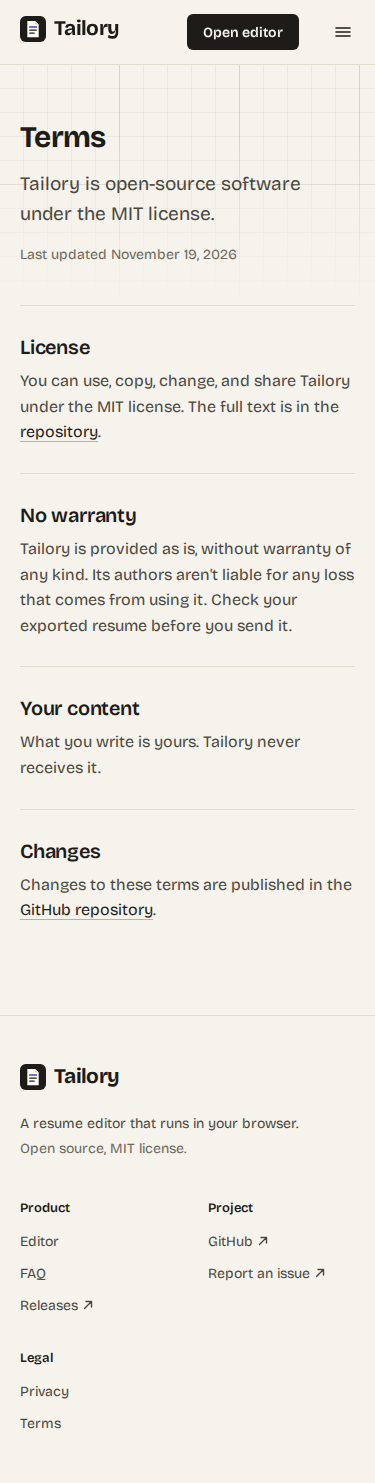 Tailory
Open editor
Terms
Tailory is open-source software
under the MIT license.
Last updated November 19, 2026
License
You can use, copy, change, and share Tailory
under the MIT license. The full text is in the
repository.
No warranty
Tailory is provided as is, without warranty of
any kind. Its authors aren't liable for any loss
that comes from using it. Check your
exported resume before you send it.
Your content
What you write is yours. Tailory never
receives it.
Changes
Changes to these terms are published in the
GitHub repository.
Tailory
A resume editor that runs in your browser.
Open source, MIT license.
Product
Editor
FAQ
Releases
Project
GitHub
Report an issue
Legal
Privacy
Terms